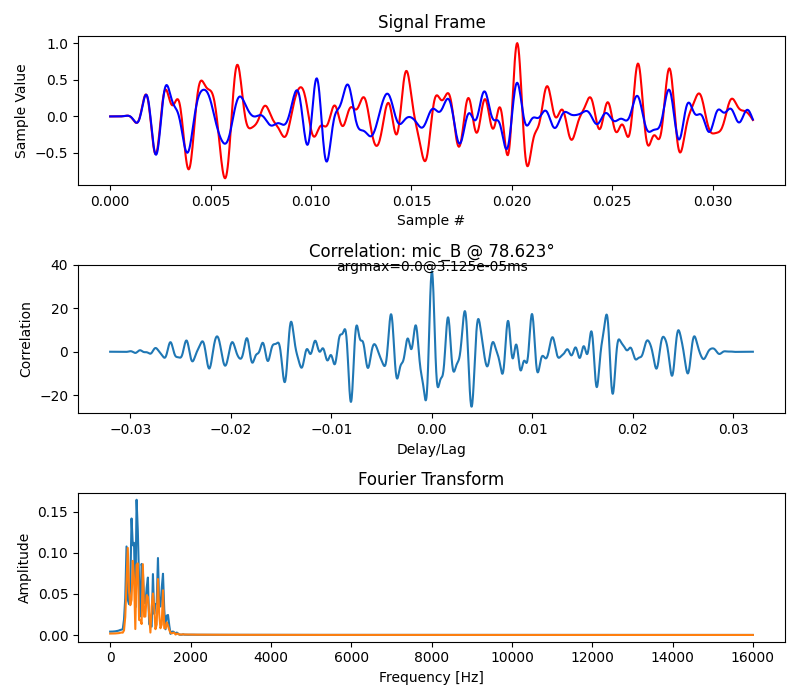 Signal Frame
1.0
0.5
0.0
−0.5
Sample Value
0.000 0.005 0.010 0.015 0.020 0.025 0.030
Sample #
Correlation: mic_B @ 78.623°
argmax=0.0@3.125e-05ms
40
20
0
−20
Correlation
−0.03 −0.02 −0.01 0.00 0.01 0.02 0.03
Delay/Lag
Fourier Transform
0.15
0.10
0.05
0.00
Amplitude
0 2000 4000 6000 8000 10000 12000 14000 16000
Frequency [Hz]